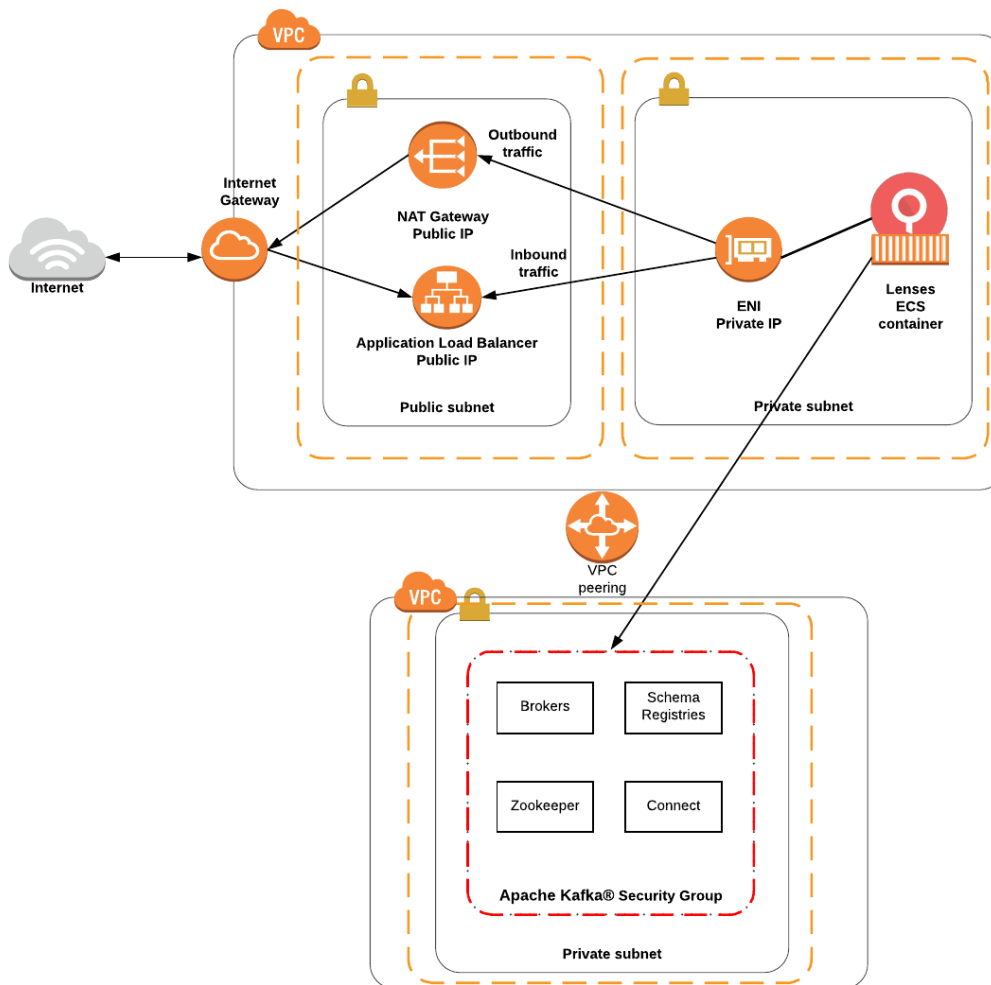 VPC
Outbound
traffic
Internet
Gateway
NAT Gateway
Public IP
Inbound
traffic
Internet
ENI
Private IP
Lenses
ECS
container
Application Load Balancer
Public IP
Public subnet
Private subnet
VPC
peering
VPC
Brokers
Schema
Registries
Zookeeper
Connect
Apache Kafka® Security Group
Private subnet